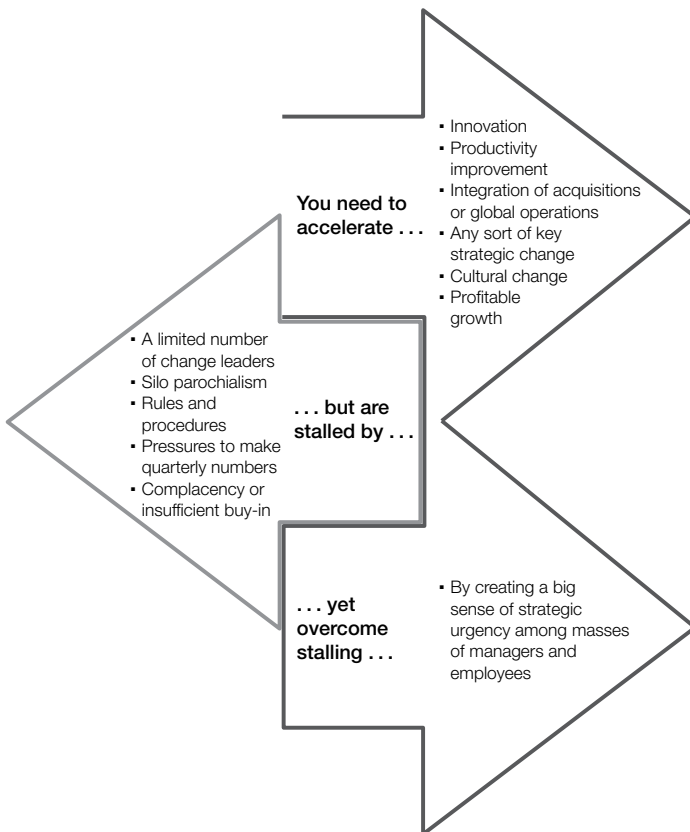 You need to
accelerate . . .
▪ Innovation
▪ Productivity
improvement
▪ Integration of acquisitions
or global operations
▪ Any sort of key
strategic change
▪ Cultural change
▪ Profitable
growth
. . . but are
stalled by . . .
▪ A limited number
of change leaders
▪ Silo parochialism
▪ Rules and
procedures
▪ Pressures to make
quarterly numbers
▪ Complacency or
insufficient buy-in
. . . yet
overcome
stalling . . .
▪ By creating a big
sense of strategic
urgency among masses
of managers and
employees